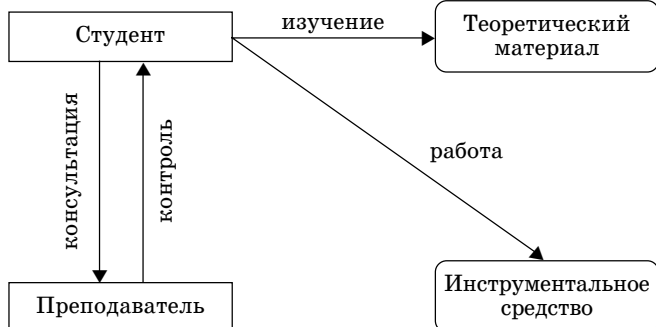 Студент
изучение
Теоретический
материал
консультация
контроль
работа
Преподаватель
Инструментальное
средство